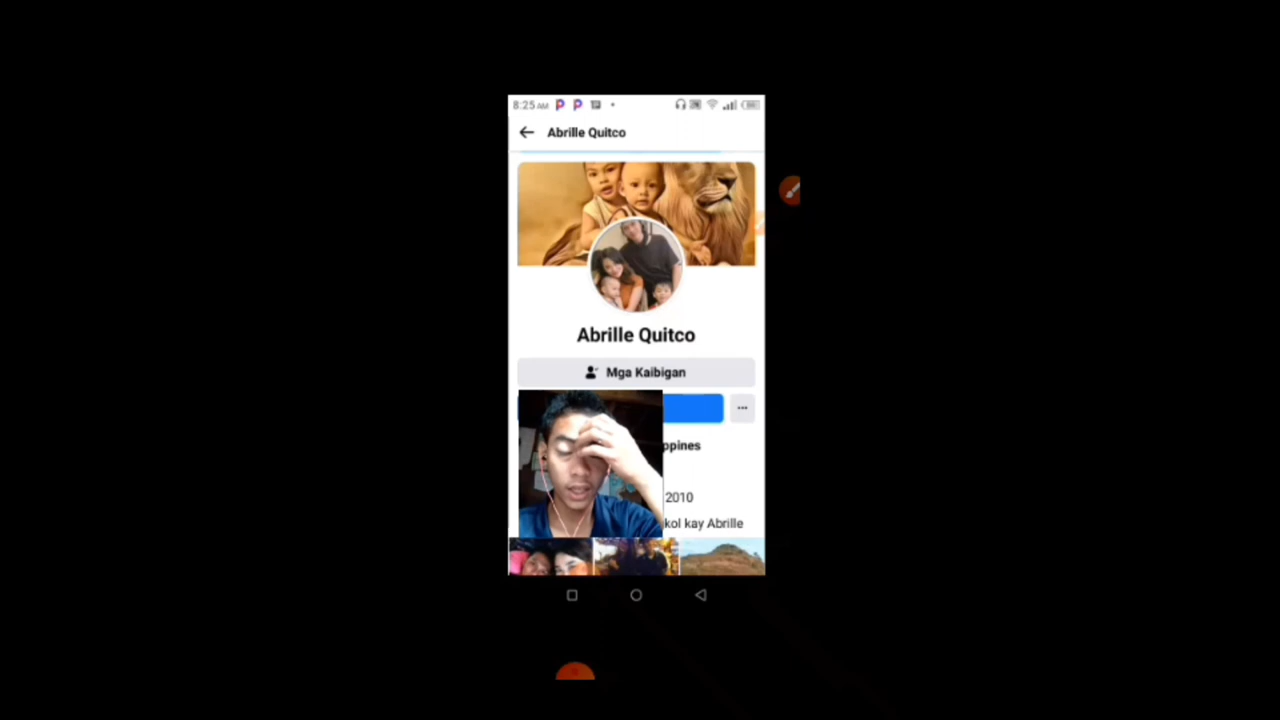 8:25 AM
Abrille Quitco
Abrille Quitco
Mga Kaibigan
ppines
2010
kol kay Abrille